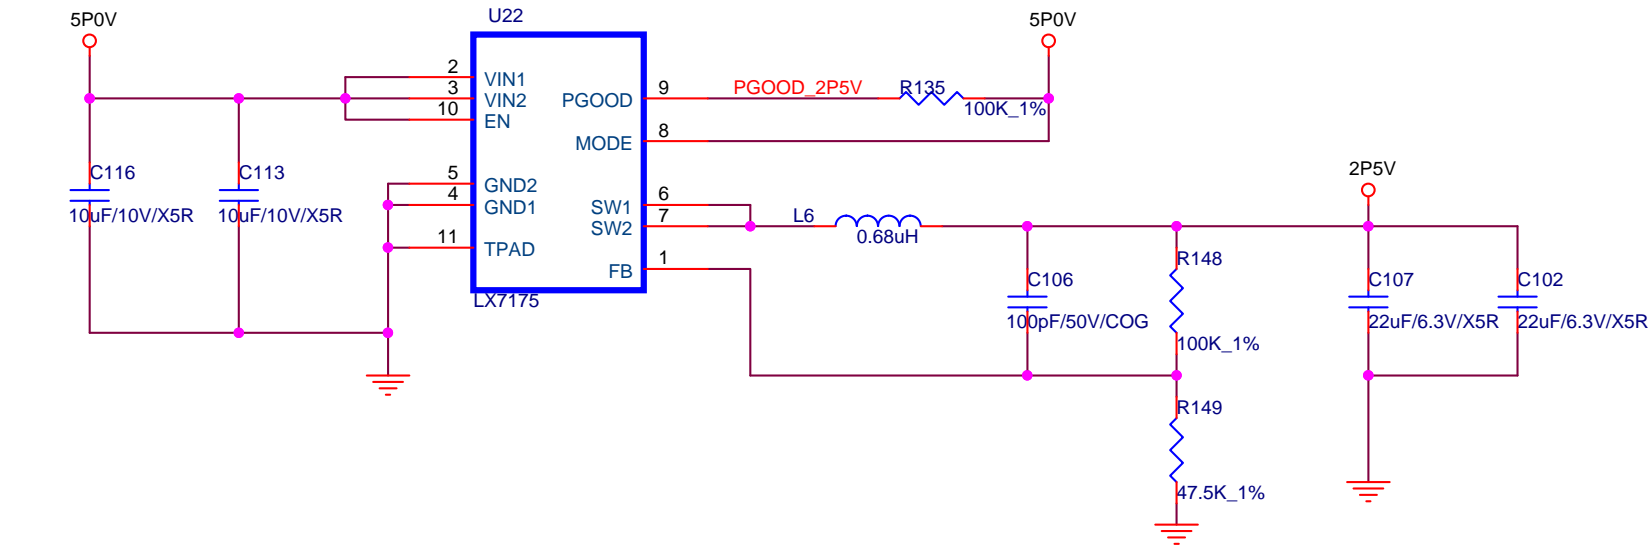 5P0V
U22
5P0V
2
VIN1
3
VIN2
10
EN
9
PGOOD
PGOOD_2P5V
R135
100K_1%
8
MODE
C116
10uF/10V/X5R
C113
10uF/10V/X5R
5
GND2
4
GND1
11
TPAD
6
SW1
7
SW2
1
FB
LX7175
L6
0.68uH
2P5V
C106
100pF/50V/COG
R148
100K_1%
C107
22uF/6.3V/X5R
C102
22uF/6.3V/X5R
R149
47.5K_1%